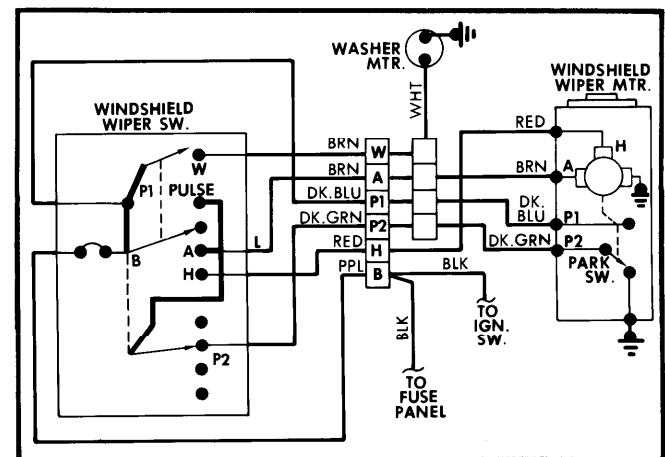 WASHER
MTR.
WHT
WINDSHIELD
WIPER MTR.
WINDSHIELD
WIPER SW.
RED
H
BRN
W
W
BRN
A
BRN
A
P1
PULSE
DK.BLU
P1
DK.
BLU
P1
DK.GRN
P2
DK.GRN
P2
B
A
L
RED
H
PARK
SW.
H
PPL
B
BLK
TO
IGN.
SW.
BLK
P2
TO
FUSE
PANEL